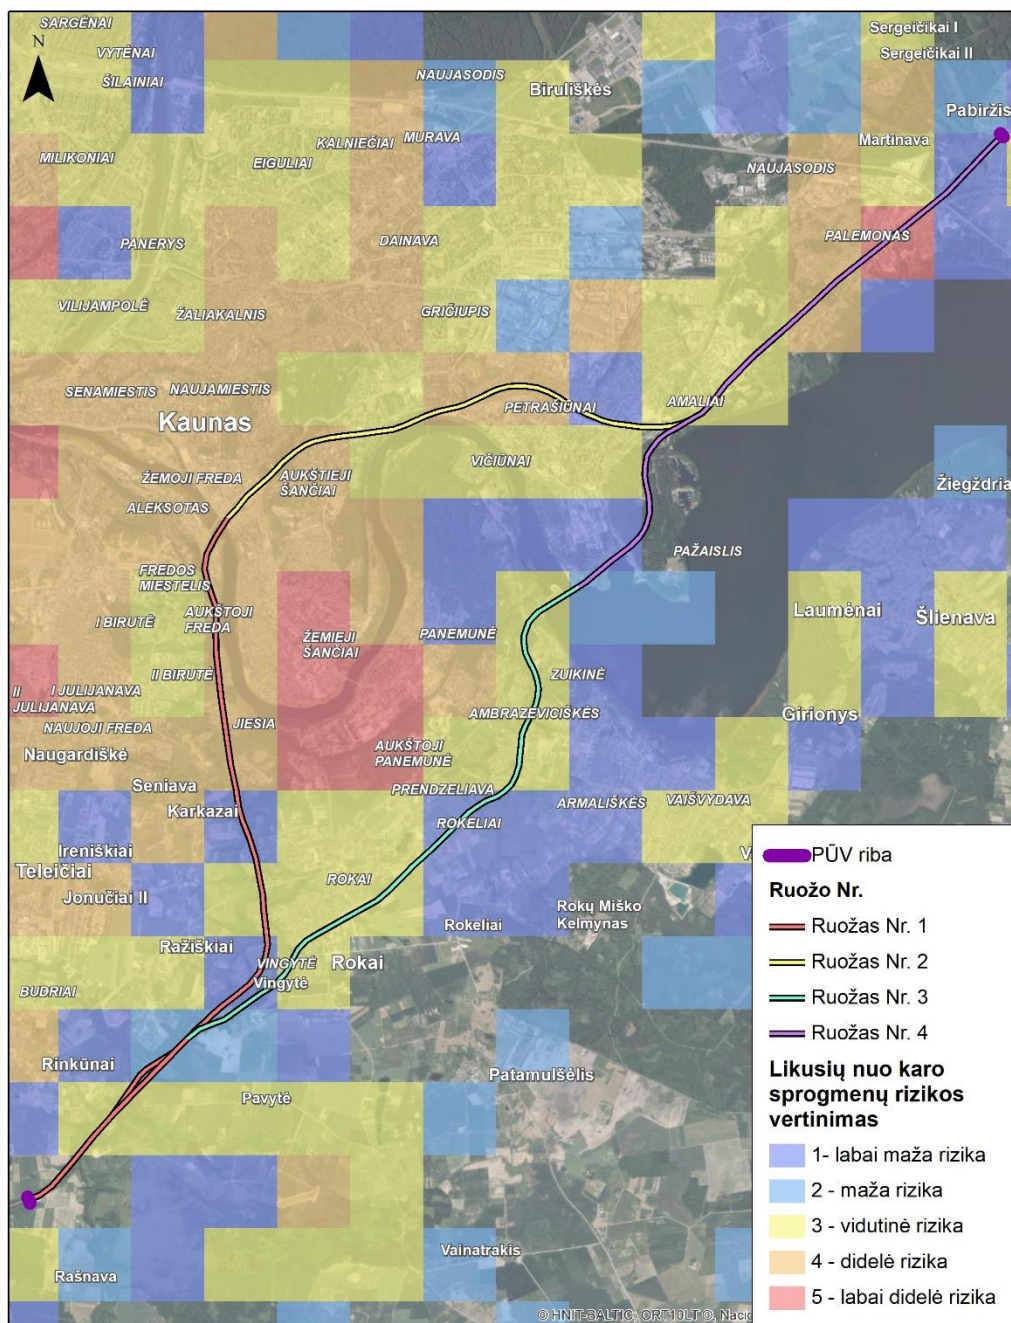 SARGĖNAI
Sergeičikai I
N
VYTĖNAI
Sergeičikai II
NAUJASODIS
ŠILAINIAI
Biruliškės
Pabiržis
KALNIEČIAI
MURAVA
Martinava
MILIKONIAI
EIGULIAI
NAUJASODIS
PANERYS
DAINAVA
PALEMONAS
VILIJAMPOLĖ
ŽALIAKALNIS
GRIČIUPIS
SENAMIESTIS
NAUJAMIESTIS
PETRAŠIŪNAI
AMALIAI
Kaunas
VIČIŪNAI
ŽEMOJI FREDA
AUKŠTIEJI
ŠANČIAI
Žiegždria
ALEKSOTAS
PAŽAISLIS
FREDOS
MIESTELIS
I BIRUTĖ
AUKŠTOJI
FREDA
ŽEMIEJI
ŠANČIAI
PANEMUNĖ
Laumėnai
Šlienava
II BIRUTĖ
ZUIKINĖ
II
JULIJANAVA
I JULIJANAVA
NAUJOJI FREDA
JIESIA
AMBRAZEVICIŠKĖS
Girionys
Naugardiškė
AUKŠTOJI
PANEMUNĖ
Seniava
PRENDZELIAVA
Karkazai
ROKELIAI
ARMALIŠKĖS
VAIŠVYDAVA
Ireniškiai
Teleičiai
ROKAI
Jonučiai II
Rokų Miško
Kelmynas
Rokeliai
Ražiškiai
VINGYTĖ
Vingytė
Rokai
BUDRIAI
Rinkūnai
Patamulšėlis
Pavytė
Vainatrakis
Rašnava
PŪV riba
Ruožo Nr.
Ruožas Nr. 1
Ruožas Nr. 2
Ruožas Nr. 3
Ruožas Nr. 4
Likusių nuo karo
sprogmenų rizikos
vertinimas
1- labai maža rizika
2 - maža rizika
3 - vidutinė rizika
4 - didelė rizika
5 - labai didelė rizika
© HNIT-BALTIC, ORT10LT ©, Nacio